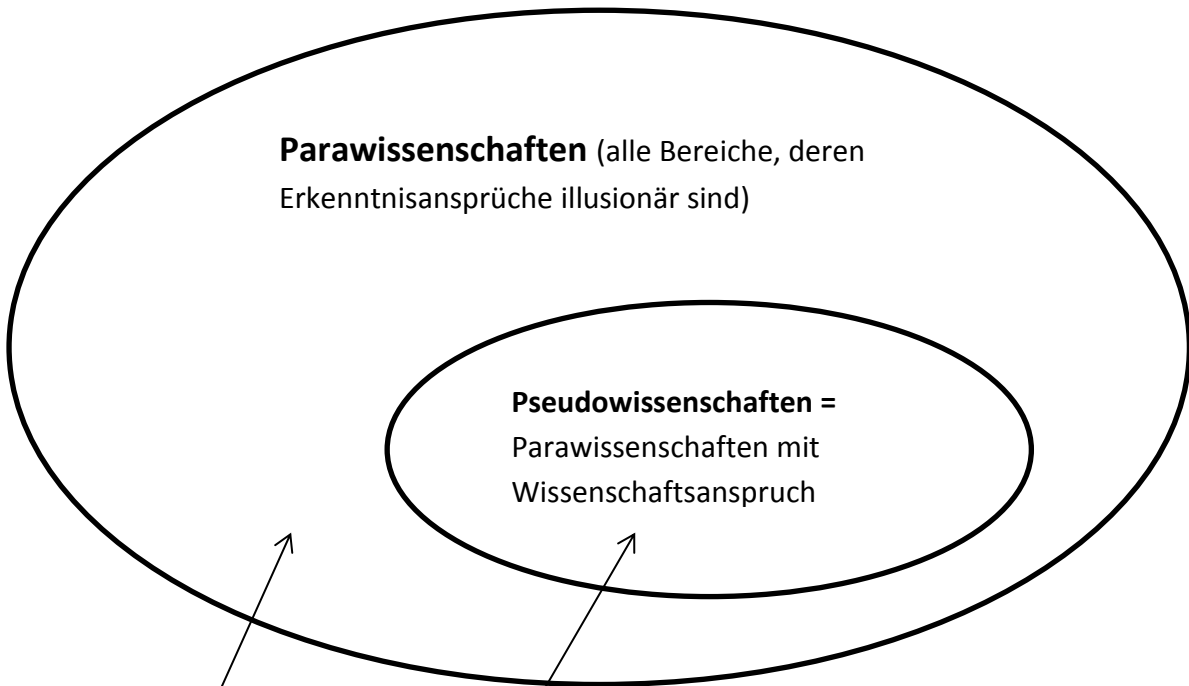 Parawissenschaften (alle Bereiche, deren
Erkenntnisansprüche illusionär sind)
Pseudowissenschaften =
Parawissenschaften mit
Wissenschaftsanspruch